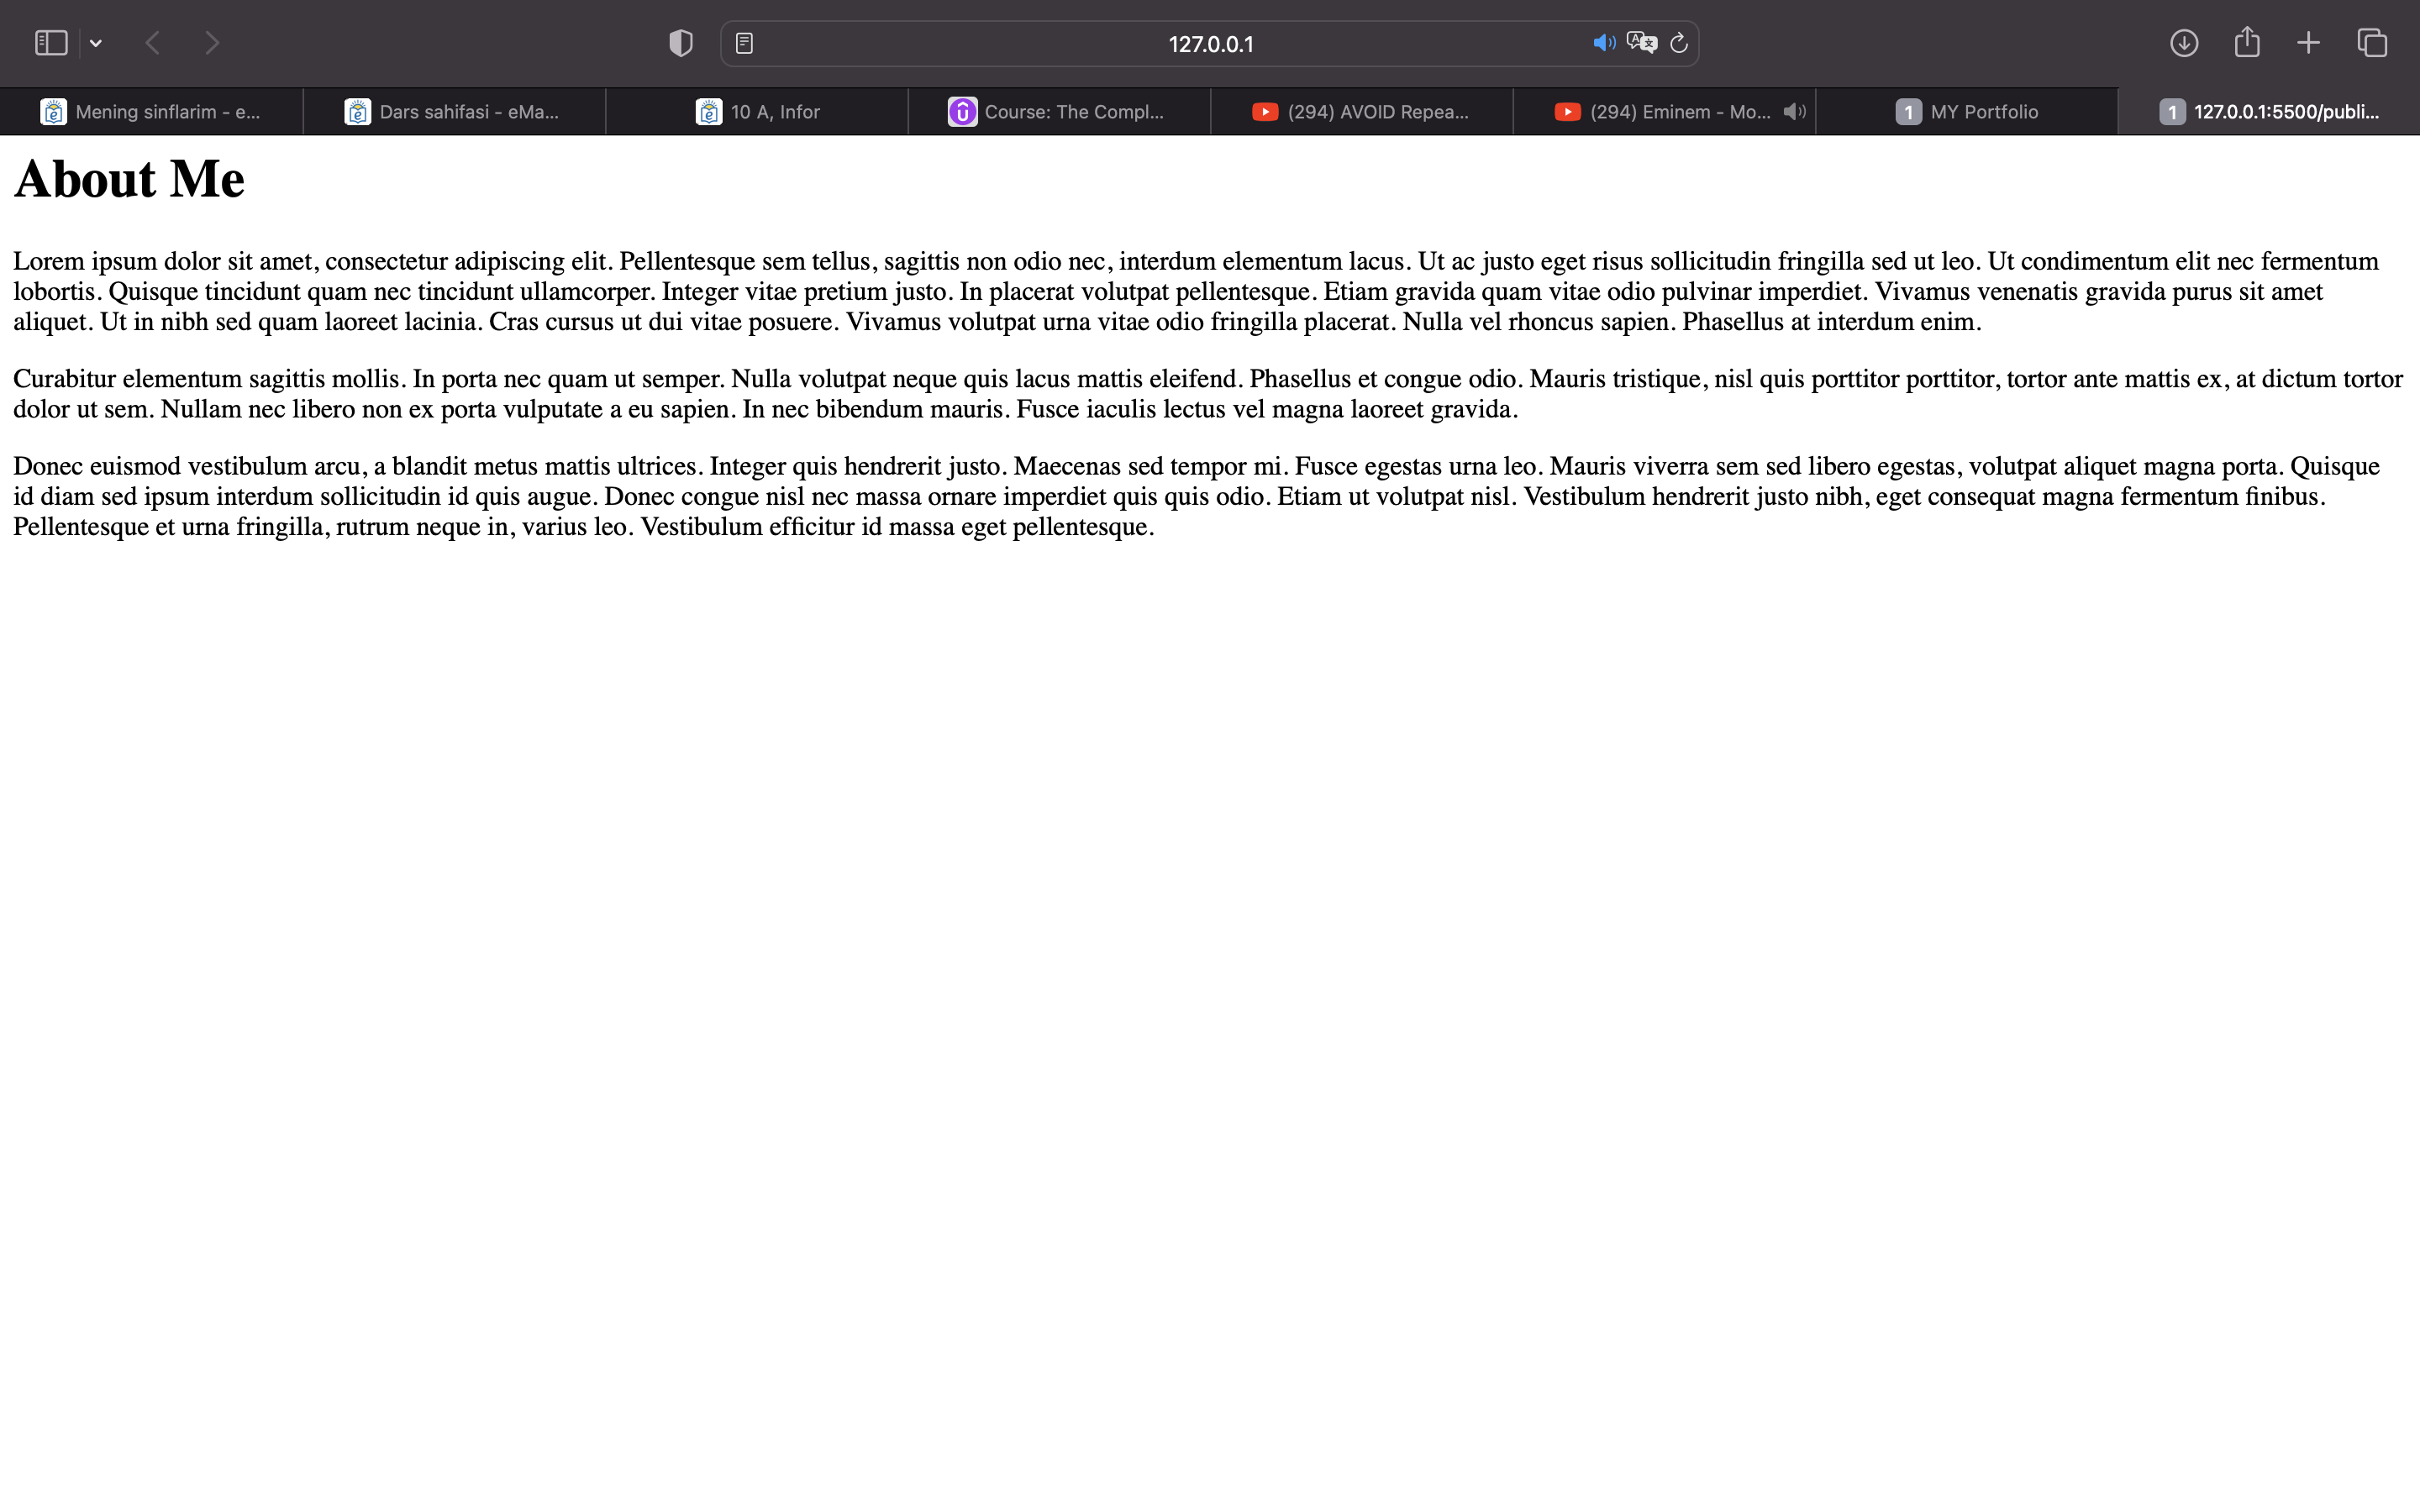 127.0.0.1
Mening sinflarim - e...
Dars sahifasi - eMa...
10 A, Infor
Course: The Compl...
(294) AVOID Repea...
(294) Eminem - Mo...
1 MY Portfolio
1 127.0.0.1:5500/publi...
About Me
Lorem ipsum dolor sit amet, consectetur adipiscing elit. Pellentesque sem tellus, sagittis non odio nec, interdum elementum lacus. Ut ac justo eget risus sollicitudin fringilla sed ut leo. Ut condimentum elit nec fermentum
lobortis. Quisque tincidunt quam nec tincidunt ullamcorper. Integer vitae pretium justo. In placerat volutpat pellentesque. Etiam gravida quam vitae odio pulvinar imperdiet. Vivamus venenatis gravida purus sit amet
aliquet. Ut in nibh sed quam laoreet lacinia. Cras cursus ut dui vitae posuere. Vivamus volutpat urna vitae odio fringilla placerat. Nulla vel rhoncus sapien. Phasellus at interdum enim.
Curabitur elementum sagittis mollis. In porta nec quam ut semper. Nulla volutpat neque quis lacus mattis eleifend. Phasellus et congue odio. Mauris tristique, nisl quis porttitor porttitor, tortor ante mattis ex, at dictum tortor
dolor ut sem. Nullam nec libero non ex porta vulputate a eu sapien. In nec bibendum mauris. Fusce iaculis lectus vel magna laoreet gravida.
Donec euismod vestibulum arcu, a blandit metus mattis ultrices. Integer quis hendrerit justo. Maecenas sed tempor mi. Fusce egestas urna leo. Mauris viverra sem sed libero egestas, volutpat aliquet magna porta. Quisque
id diam sed ipsum interdum sollicitudin id quis augue. Donec congue nisl nec massa ornare imperdiet quis quis odio. Etiam ut volutpat nisl. Vestibulum hendrerit justo nibh, eget consequat magna fermentum finibus.
Pellentesque et urna fringilla, rutrum neque in, varius leo. Vestibulum efficitur id massa eget pellentesque.